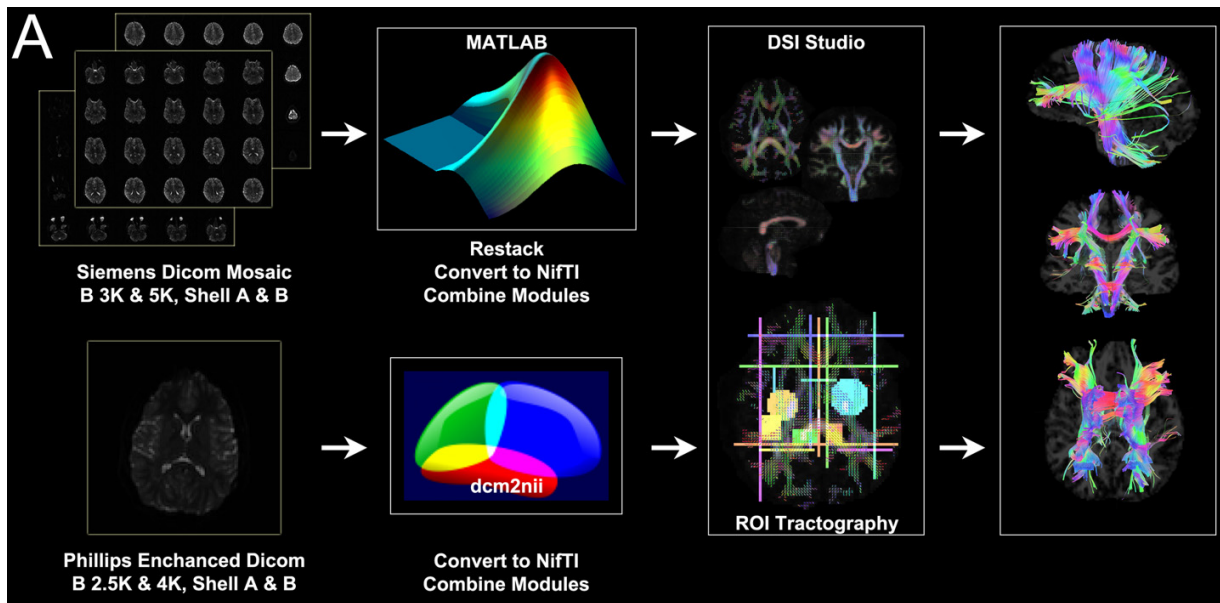 A
MATLAB
DSI Studio
Siemens Dicom Mosaic
B 3K & 5K, Shell A & B
Restack
Convert to NifTI
Combine Modules
dcm2nii
ROI Tractography
Phillips Enchanced Dicom
B 2.5K & 4K, Shell A & B
Convert to NifTI
Combine Modules